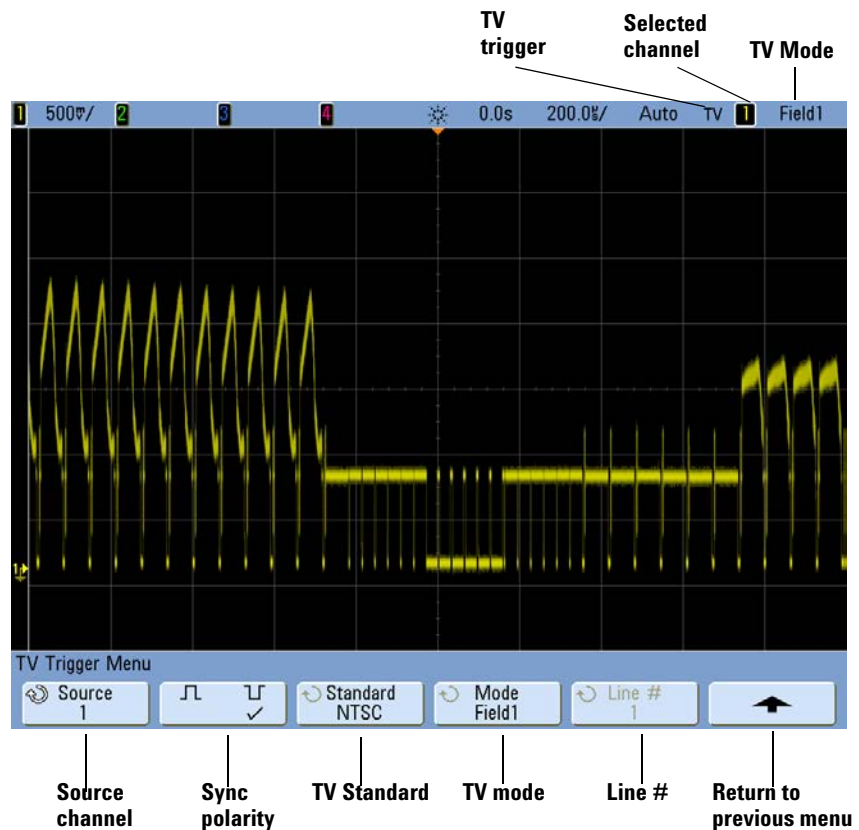 TV trigger
Selected channel
TV Mode
1 500mV/ 2 3 4 0.0s 200.0us/ Auto TV 1 Field1
1
TV Trigger Menu
Source
1
Standard
NTSC
Mode
Field1
Line #
1
Source channel
Sync polarity
TV Standard
TV mode
Line #
Return to previous menu